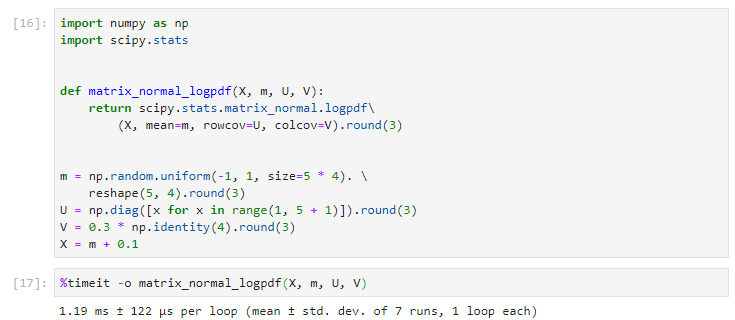 [16]: import numpy as np
import scipy.stats
def matrix_normal_logpdf(X, m, U, V):
return scipy.stats.matrix_normal.logpdf\
(X, mean=m, rowcov=U, colcov=V).round(3)
m = np.random.uniform(-1, 1, size=5 * 4). \
reshape(5, 4).round(3)
U = np.diag([x for x in range(1, 5 + 1)]).round(3)
V = 0.3 * np.identity(4).round(3)
X = m + 0.1
[17]: %timeit -o matrix_normal_logpdf(X, m, U, V)
1.19 ms ± 122 µs per loop (mean ± std. dev. of 7 runs, 1 loop each)